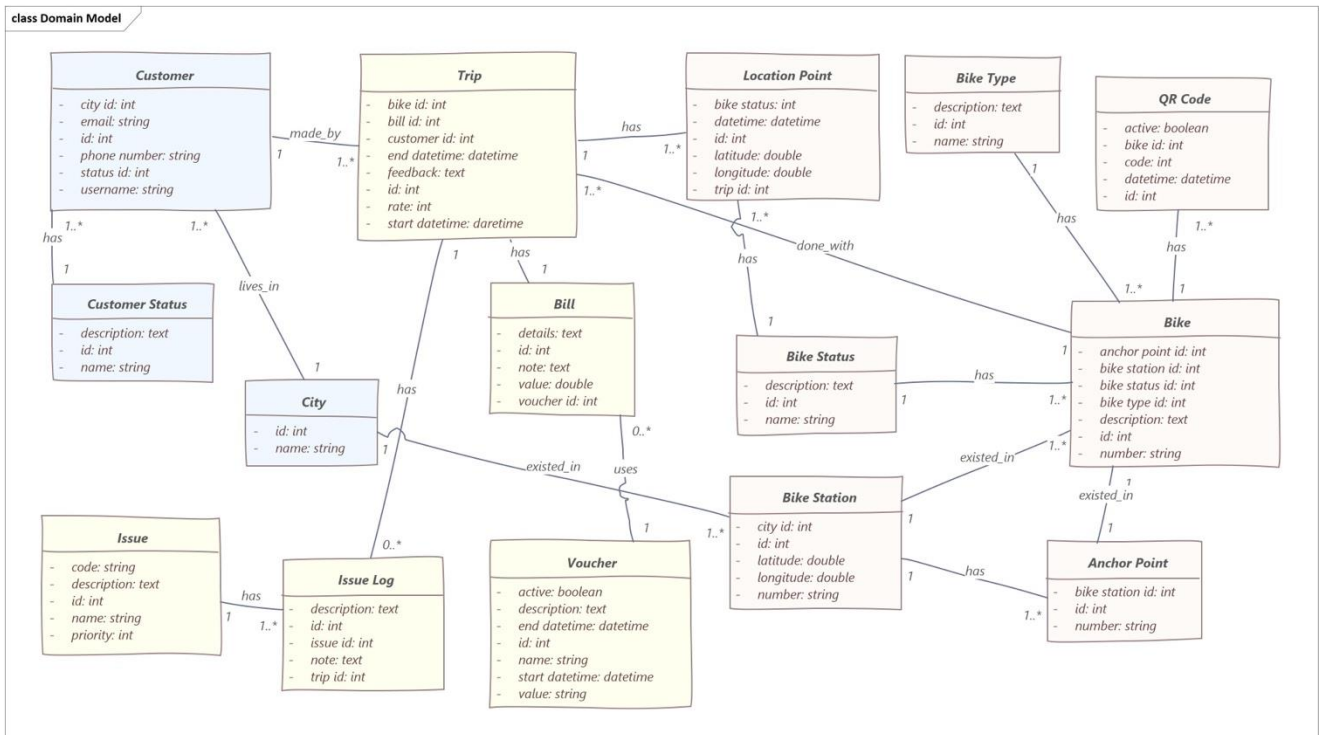 class Domain Model
Customer
- city id: int
- email: string
- id: int
- phone number: string
- status id: int
- username: string
made_by
1
1..*
Trip
- bike id: int
- bill id: int
- customer id: int
- end datetime: datetime
- feedback: text
- id: int
- rate: int
- start datetime: daretime
has
1
1..*
Location Point
- bike status: int
- datetime: datetime
- id: int
- latitude: double
- longitude: double
- trip id: int
Bike Type
- description: text
- id: int
- name: string
QR Code
- active: boolean
- bike id: int
- code: int
- datetime: datetime
- id: int
1..*
has
1
1..*
lives_in
1
1..*
done_with
1
1..*
has
1
1
has
1..*
1..*
has
1
has
1
1
has
0..*
Customer Status
- description: text
- id: int
- name: string
Bill
- details: text
- id: int
- note: text
- value: double
- voucher id: int
Bike Status
- description: text
- id: int
- name: string
has
1
1..*
Bike
- anchor point id: int
- bike station id: int
- bike status id: int
- bike type id: int
- description: text
- id: int
- number: string
City
- id: int
- name: string
1
existed_in
1..*
0..*
uses
1
1..*
existed_in
1
1
existed_in
1
Bike Station
- city id: int
- id: int
- latitude: double
- longitude: double
- number: string
1
has
1..*
Anchor Point
- bike station id: int
- id: int
- number: string
Issue
- code: string
- description: text
- id: int
- name: string
- priority: int
has
1
1..*
Issue Log
- description: text
- id: int
- issue id: int
- note: text
- trip id: int
Voucher
- active: boolean
- description: text
- end datetime: datetime
- id: int
- name: string
- start datetime: datetime
- value: string